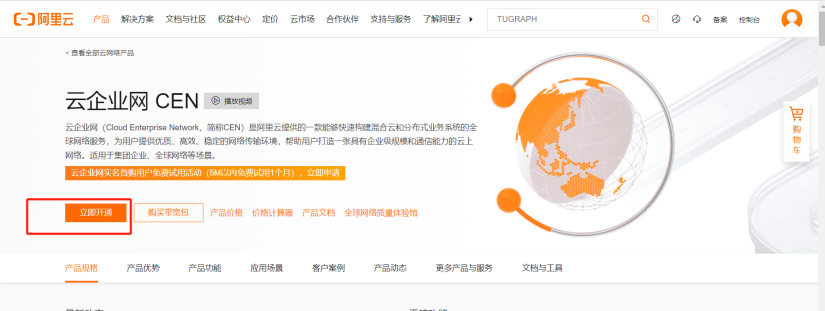 阿里云 产品 解决方案 文档与社区 权益中心 定价 云市场 合作伙伴 支持与服务 了解阿里云 TUGRAPH 备案 控制台
< 查看全部云网络产品
云企业网 CEN 播放视频
云企业网（Cloud Enterprise Network，简称CEN）是阿里云提供的一款能够快速构建混合云和分布式业务系统的全
球网络服务，为用户提供优质、高效、稳定的网络传输环境，帮助用户打造一张具有企业级规模和通信能力的云上
网络。适用于集团企业、全球网络等场景。
云企业网实名首购用户免费试用活动（5M以内免费试用1个月），立即申请
立即开通 购买带宽包 产品价格 价格计算器 产品文档 全球网络质量体验馆
购物车
产品规格 产品优势 产品功能 应用场景 客户案例 产品动态 更多产品与服务 文档与工具